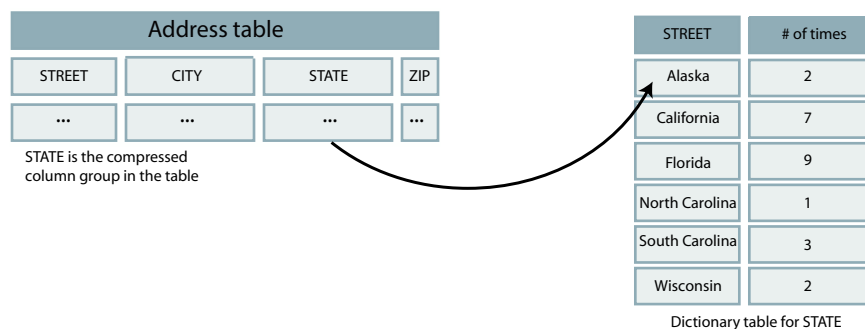 Address table
STREET CITY STATE ZIP
... ... ... ...
STATE is the compressed
column group in the table
STREET # of times
Alaska 2
California 7
Florida 9
North Carolina 1
South Carolina 3
Wisconsin 2
Dictionary table for STATE